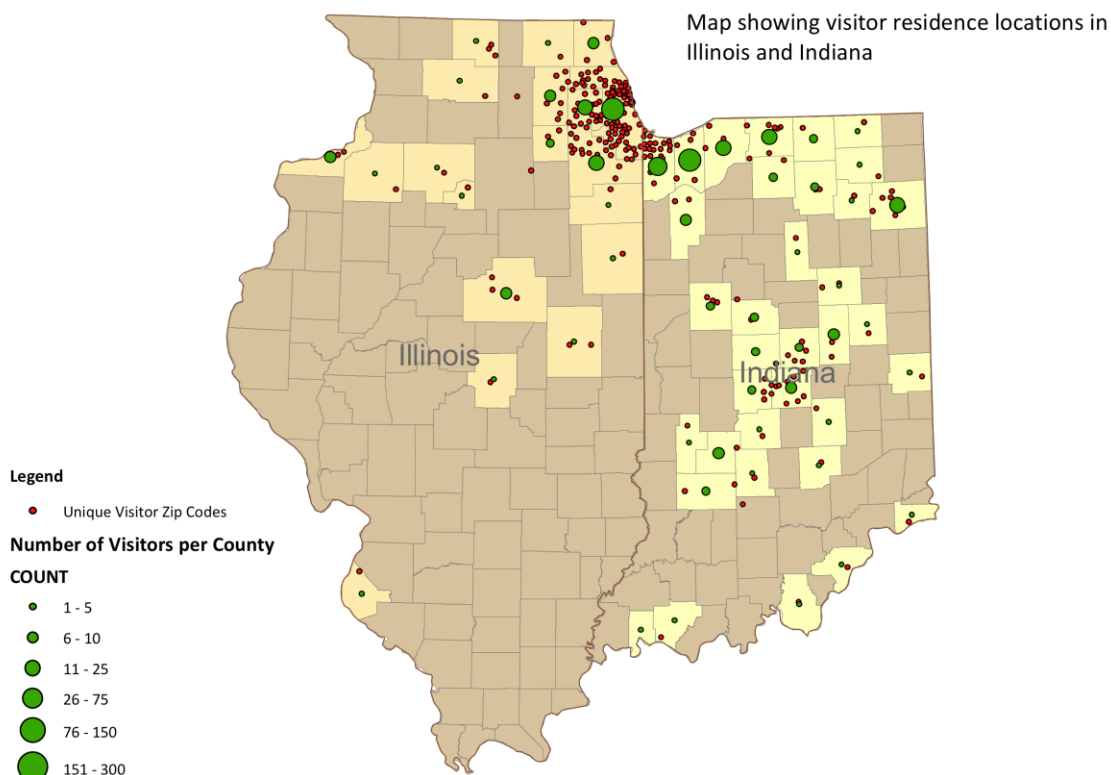 Map showing visitor residence locations in
Illinois and Indiana
Illinois
Indiana
Legend
Unique Visitor Zip Codes
Number of Visitors per County
COUNT
1 - 5
6 - 10
11 - 25
26 - 75
76 - 150
151 - 300